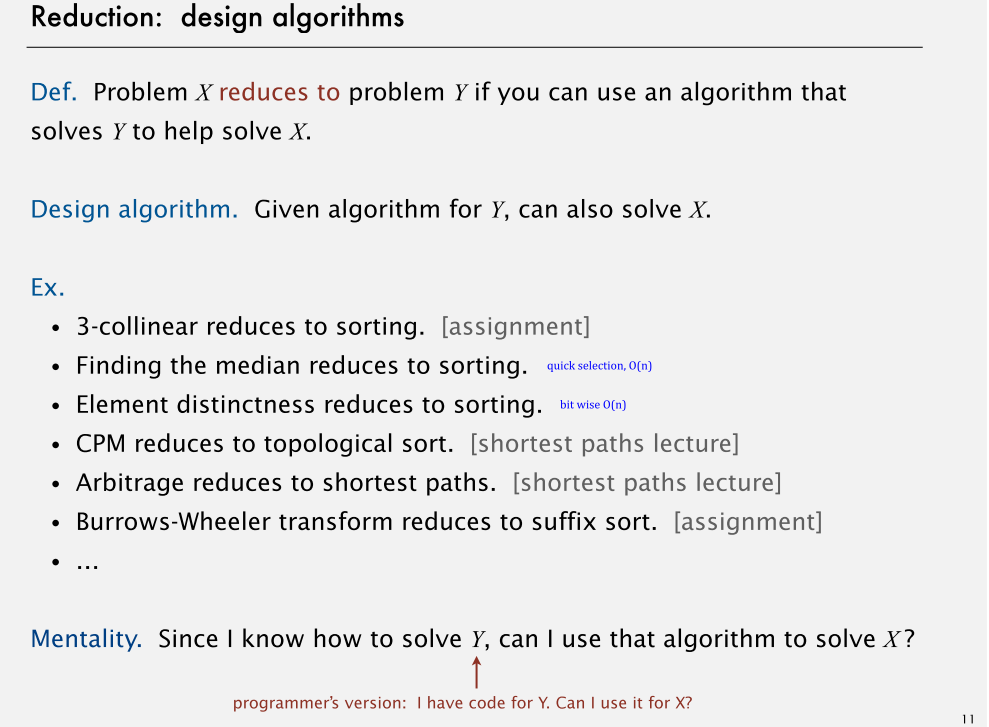 Reduction: design algorithms
Def. Problem X reduces to problem Y if you can use an algorithm that
solves Y to help solve X.
Design algorithm. Given algorithm for Y, can also solve X.
Ex.
• 3-collinear reduces to sorting. [assignment]
• Finding the median reduces to sorting. quick selection, O(n)
• Element distinctness reduces to sorting. bit wise O(n)
• CPM reduces to topological sort. [shortest paths lecture]
• Arbitrage reduces to shortest paths. [shortest paths lecture]
• Burrows-Wheeler transform reduces to suffix sort. [assignment]
• …
Mentality. Since I know how to solve Y, can I use that algorithm to solve X ?
programmer’s version: I have code for Y. Can I use it for X?
11